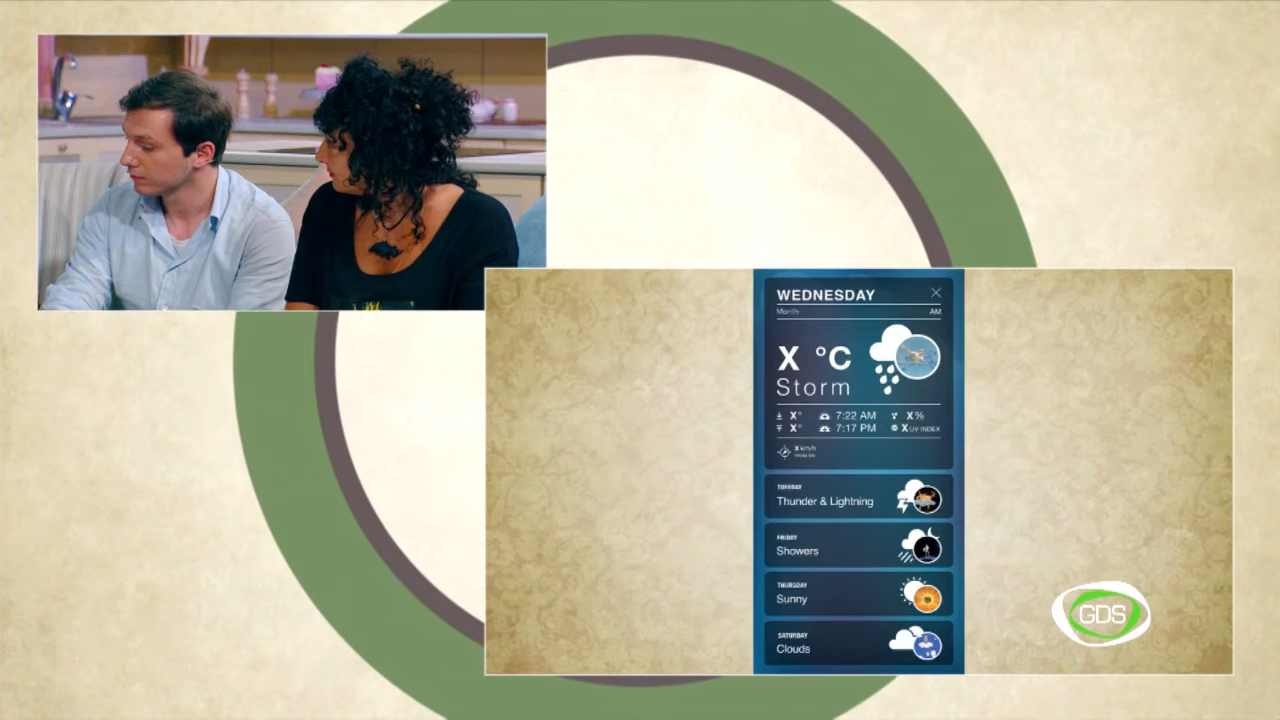 WEDNESDAY
Month AM
X °C
Storm
X° 7:22 AM X%
X° 7:17 PM X UV INDEX
X km/h
TUESDAY
Thunder & Lightning
FRIDAY
Showers
THURSDAY
Sunny
SATURDAY
Clouds
GDS